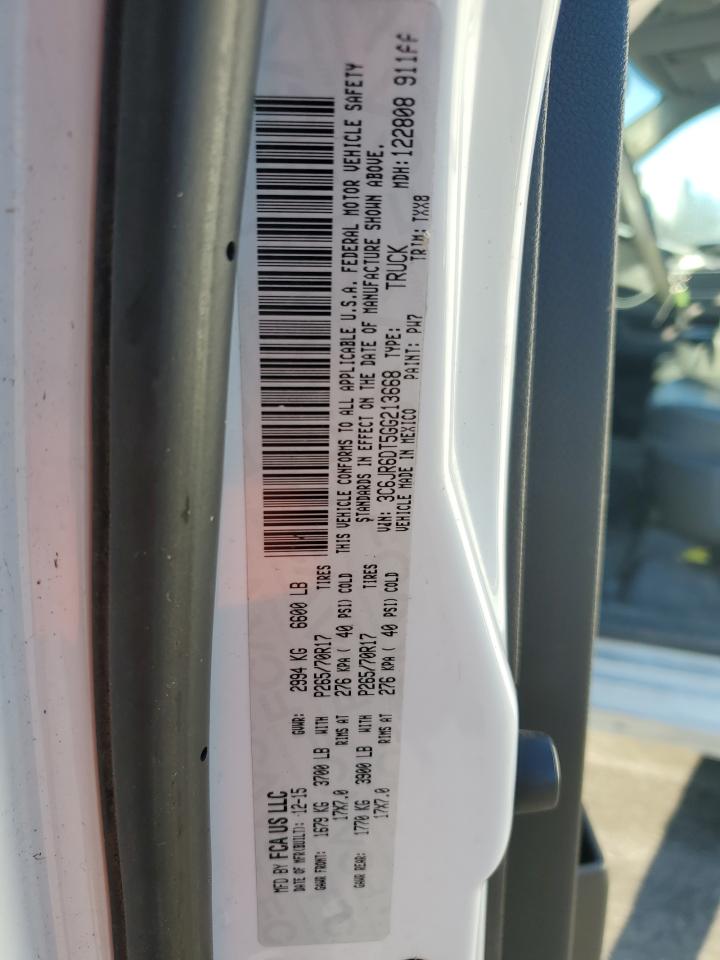 MFD BY FCA US LLC
DATE OF MFR(BUILT): 12-15 GVWR: 2994 KG 6600 LB
GAWR FRONT: 1679 KG 3700 LB WITH P265/70R17 TIRES
17X7.0 RIMS AT 276 KPA( 40 PSI) COLD
GAWR REAR: 1770 KG 3900 LB WITH P265/70R17 TIRES
17X7.0 RIMS AT 276 KPA( 40 PSI) COLD
THIS VEHICLE CONFORMS TO ALL APPLICABLE U.S.A. FEDERAL MOTOR VEHICLE SAFETY
STANDARDS IN EFFECT ON THE DATE OF MANUFACTURE SHOWN ABOVE.
VIN: 3C6JR6DT5GG213668 TYPE: TRUCK MDH:122808 911FF
VEHICLE MADE IN MEXICO PAINT: PW7 TRIM: TXX8